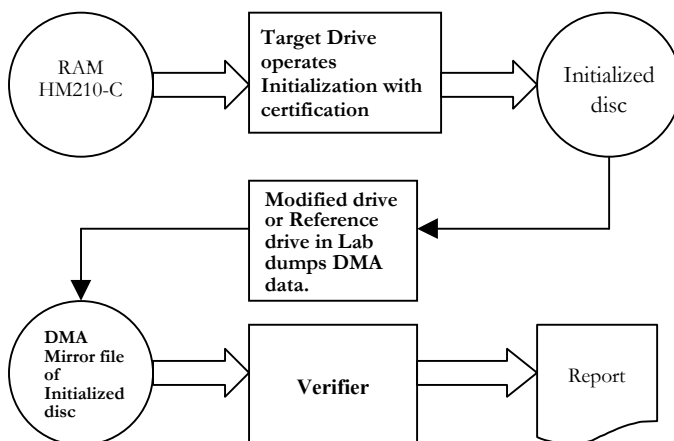 RAM
HM210-C
Target Drive
operates
Initialization with
certification
Initialized
disc
Modified drive
or Reference
drive in Lab
dumps DMA
data.
DMA
Mirror file
of
Initialized
disc
Verifier
Report